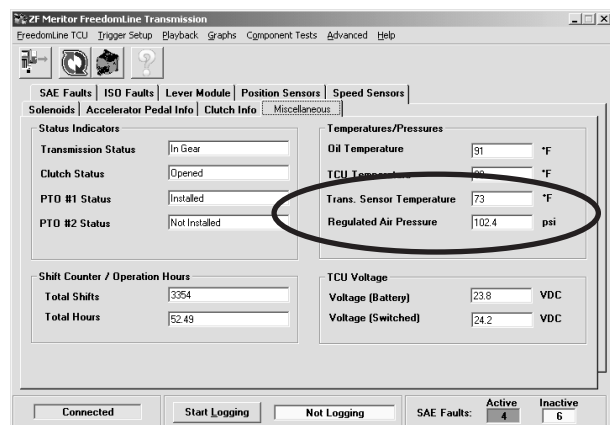 ZF Meritor FreedomLine Transmission
FreedomLine TCU Trigger Setup Playback Graphs Component Tests Advanced Help
SAE Faults ISO Faults Lever Module Position Sensors Speed Sensors
Solenoids Accelerator Pedal Info Clutch Info Miscellaneous
Status Indicators
Transmission Status In Gear
Clutch Status Opened
PTO #1 Status Installed
PTO #2 Status Not Installed
Temperatures/Pressures
Oil Temperature 91 °F
TCU Temperature °F
Trans. Sensor Temperature 73 °F
Regulated Air Pressure 102.4 psi
Shift Counter / Operation Hours
Total Shifts 3354
Total Hours 52.49
TCU Voltage
Voltage (Battery) 23.8 VDC
Voltage (Switched) 24.2 VDC
Connected Start Logging Not Logging SAE Faults: Active 4 Inactive 6